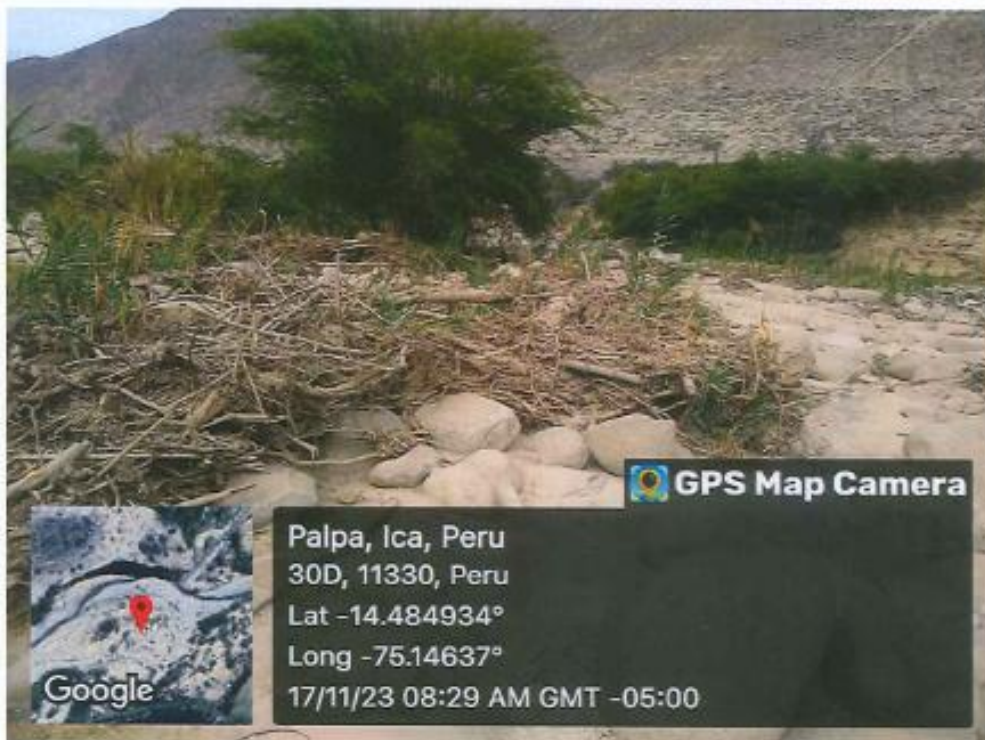 GPS Map Camera
Palpa, Ica, Peru
30D, 11330, Peru
Lat -14.484934°
Long -75.14637°
17/11/23 08:29 AM GMT -05:00
Google